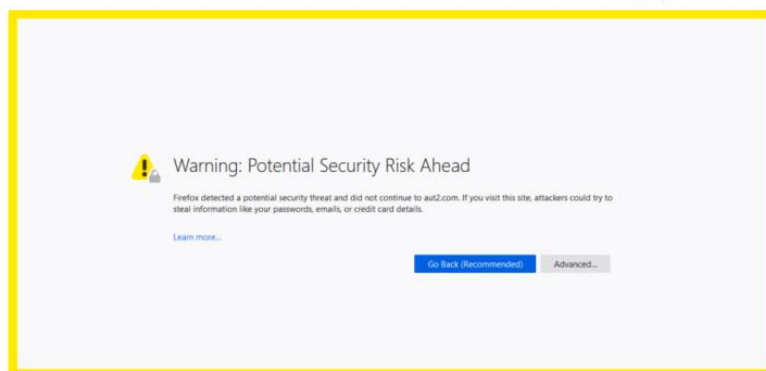 Warning: Potential Security Risk Ahead
Firefox detected a potential security threat and did not continue to aut2.com. If you visit this site, attackers could try to
steal information like your passwords, emails, or credit card details.
Learn more...
Go Back (Recommended) Advanced...